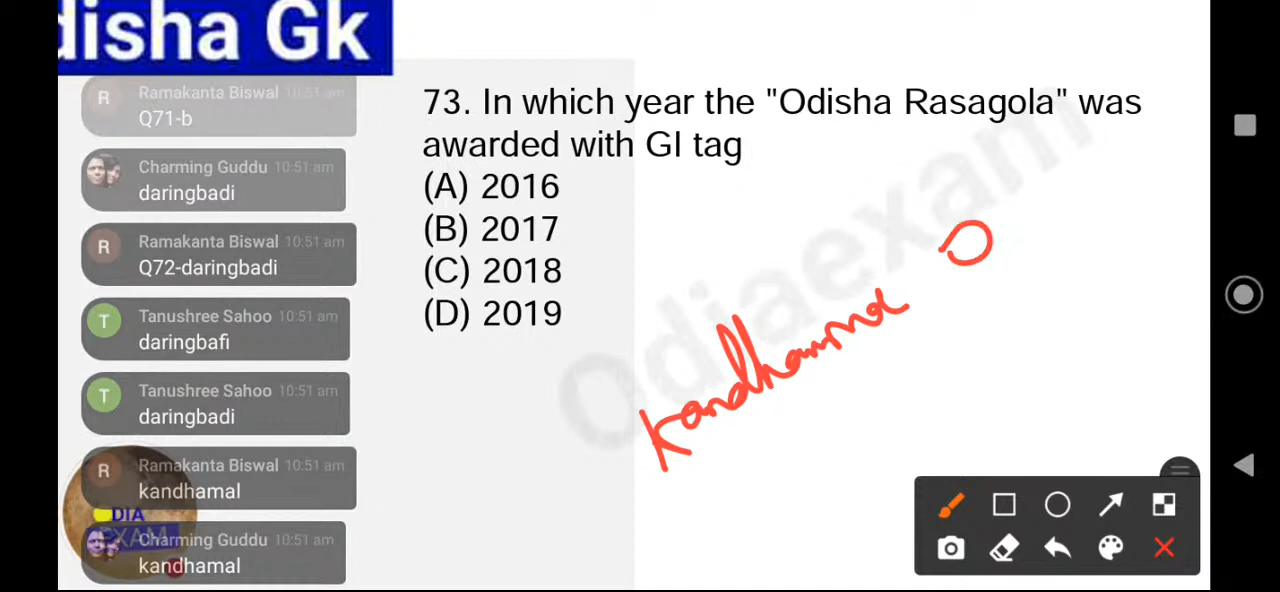 disha Gk
Ramakanta Biswal 10:51 am
Q71-b
Charming Guddu 10:51 am
daringbadi
Ramakanta Biswal 10:51 am
Q72-daringbadi
Tanushree Sahoo 10:51 am
daringbafi
Tanushree Sahoo 10:51 am
daringbadi
Ramakanta Biswal 10:51 am
kandhamal
Charming Guddu 10:51 am
kandhamal
DIA
EXAM
73. In which year the "Odisha Rasagola" was
awarded with GI tag
(A) 2016
(B) 2017
(C) 2018
(D) 2019
Kandhamal
Odiaexam
R
R
T
T
R